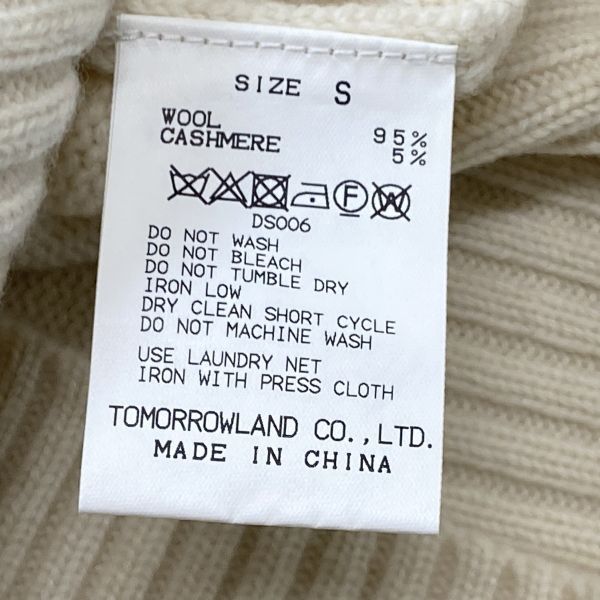 SIZE S
WOOL 95%
CASHMERE 5%
F W
DS006
DO NOT WASH
DO NOT BLEACH
DO NOT TUMBLE DRY
IRON LOW
DRY CLEAN SHORT CYCLE
DO NOT MACHINE WASH
USE LAUNDRY NET
IRON WITH PRESS CLOTH
TOMORROWLAND CO.,LTD.
MADE IN CHINA